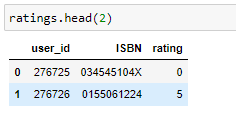 ratings.head(2)
user_id ISBN rating
0 276725 034545104X 0
1 276726 0155061224 5